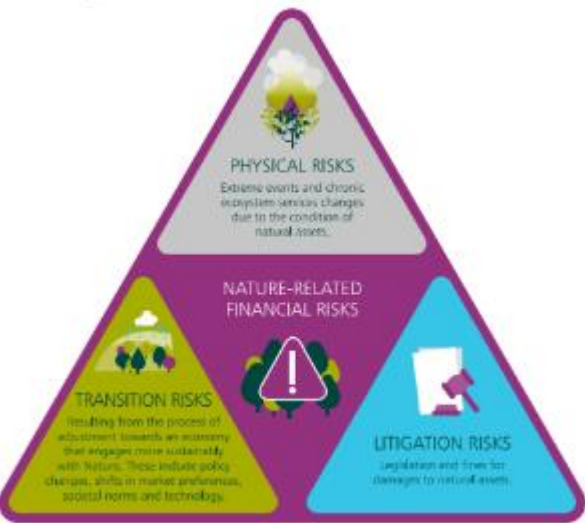 PHYSICAL RISKS
Extreme events and chronic
ecosystem services changes
due to the condition of
natural assets.
NATURE-RELATED
FINANCIAL RISKS
TRANSITION RISKS
Resulting from the process of
adjustment towards an economy
that engages more sustainably
with Nature. These include policy
changes, shifts in market preferences,
societal norms and technology.
LITIGATION RISKS
Legislation and fines for
damages to natural assets.